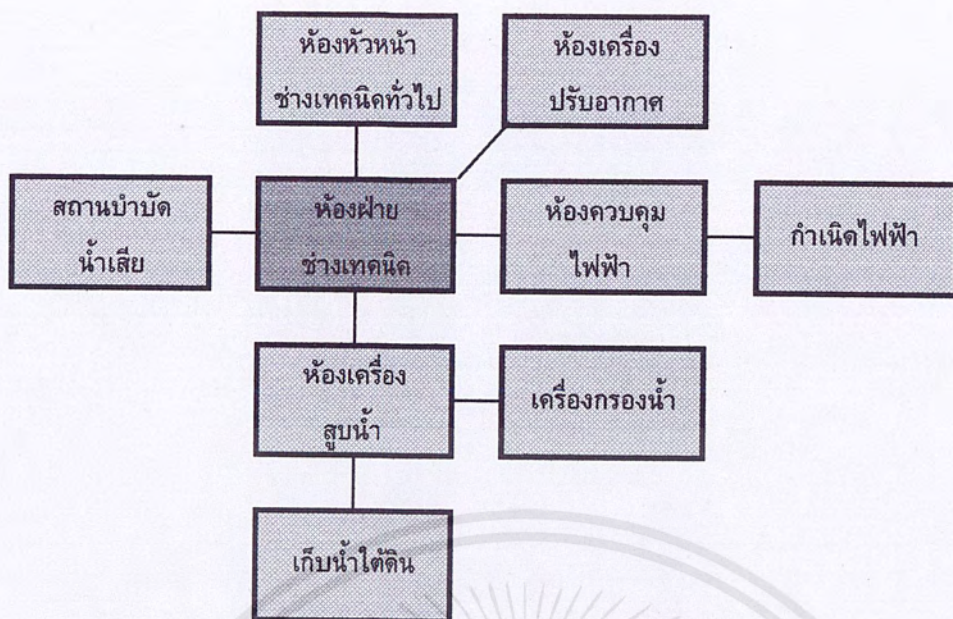 ห้องหัวหน้า
ช่างเทคนิคทั่วไป
ห้องเครื่อง
ปรับอากาศ
สถานบำบัด
น้ำเสีย
ห้องฝ่าย
ช่างเทคนิค
ห้องควบคุม
ไฟฟ้า
กำเนิดไฟฟ้า
ห้องเครื่อง
สูบน้ำ
เครื่องกรองน้ำ
เก็บน้ำใต้ดิน